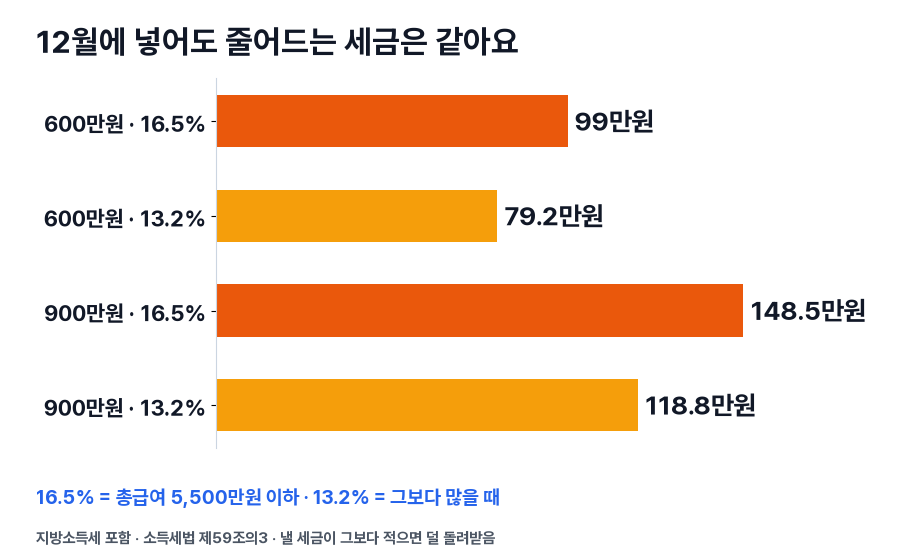 12월에 넣어도 줄어드는 세금은 같아요
600만원 · 16.5% 99만원
600만원 · 13.2% 79.2만원
900만원 · 16.5% 148.5만원
900만원 · 13.2% 118.8만원
16.5% = 총급여 5,500만원 이하 · 13.2% = 그보다 많을 때
지방소득세 포함 · 소득세법 제59조의3 · 낼 세금이 그보다 적으면 덜 돌려받음